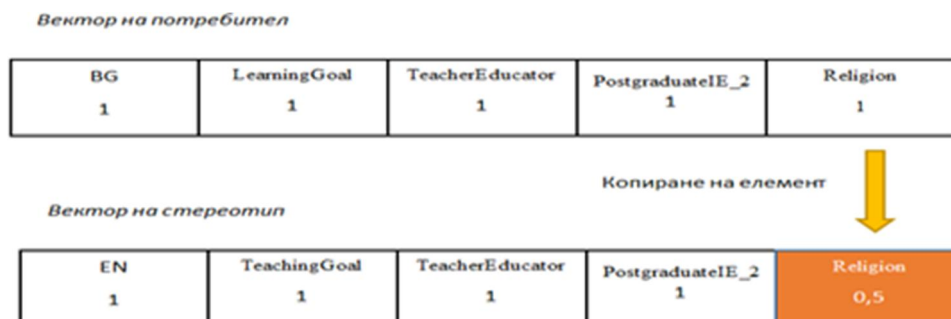 Вектор на потребител
BG LearningGoal TeacherEducator PostgraduateIE_2 Religion
1 1 1 1 1
Копиране на елемент
Вектор на стереотип
EN TeachingGoal TeacherEducator PostgraduateIE_2 Religion
1 1 1 1 0,5